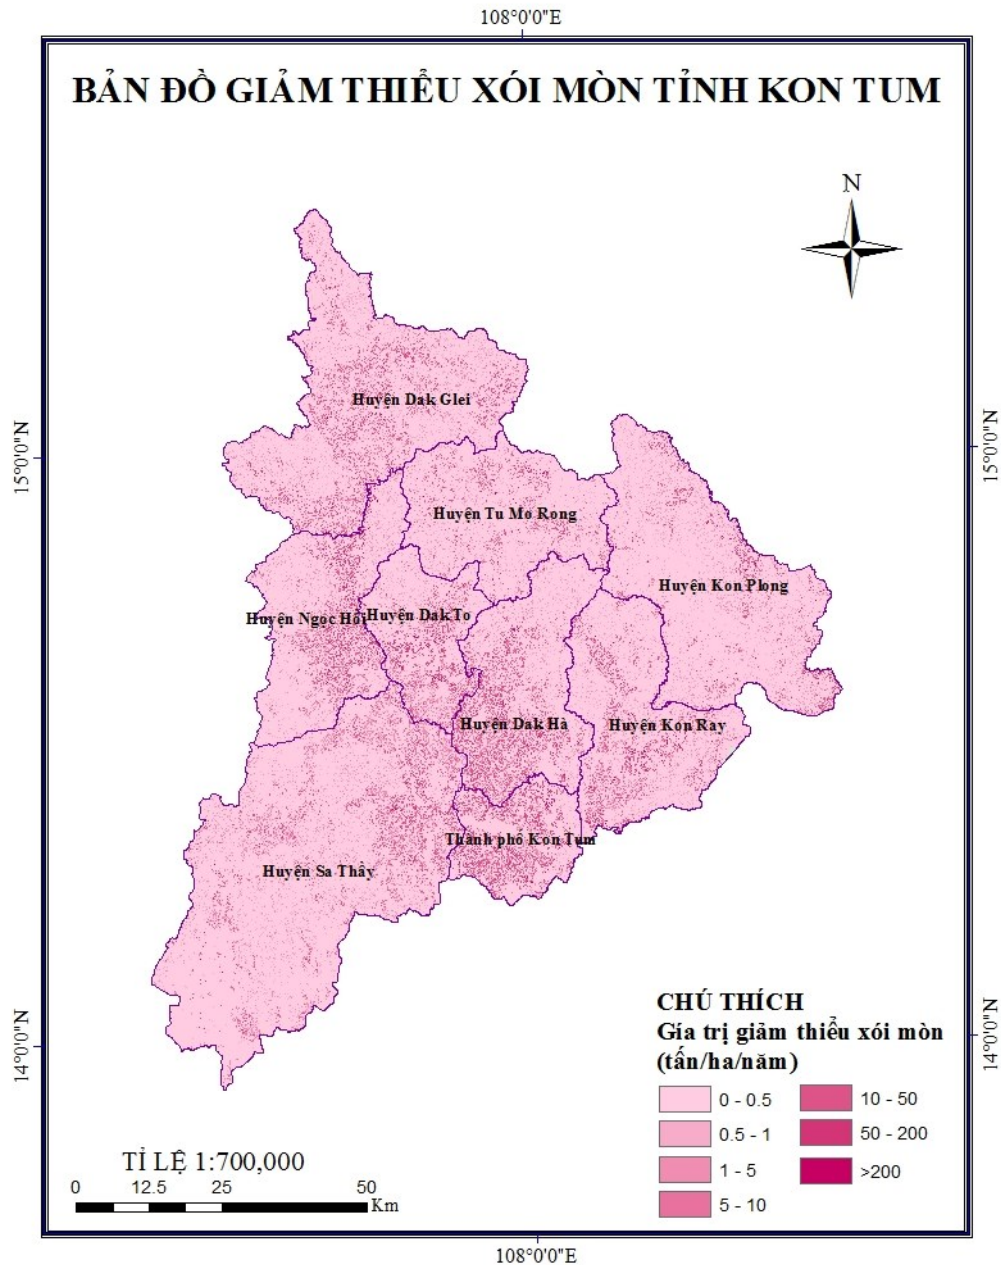 108°0'0"E
BẢN ĐỒ GIẢM THIỂU XÓI MÒN TỈNH KON TUM
N
Huyện Dak Glei
15°0'0"N
15°0'0"N
Huyện Tu Mo Rong
Huyện Kon Plong
Huyện Ngọc Hồi
Huyện Dak To
Huyện Dak Hà
Huyện Kon Ray
Thành phố Kon Tum
Huyện Sa Thầy
14°0'0"N
14°0'0"N
CHÚ THÍCH
Gía trị giảm thiểu xói mòn
(tấn/ha/năm)
0 - 0.5
0.5 - 1
1 - 5
5 - 10
10 - 50
50 - 200
>200
TỈ LỆ 1:700,000
0 12.5 25 50
Km
108°0'0"E